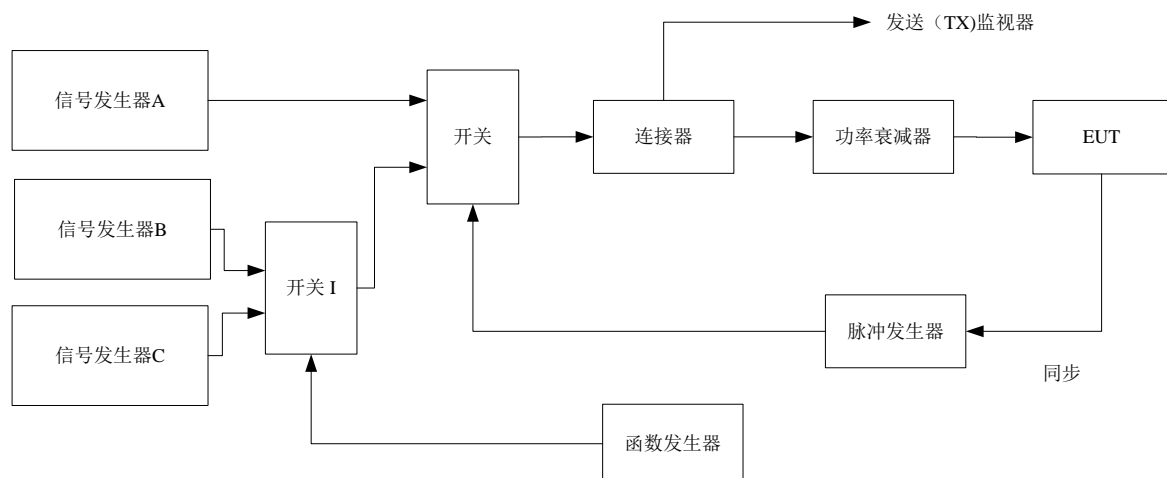 发送（TX)监视器
信号发生器A
开关
连接器
功率衰减器
EUT
信号发生器B
开关 I
信号发生器C
脉冲发生器
同步
函数发生器